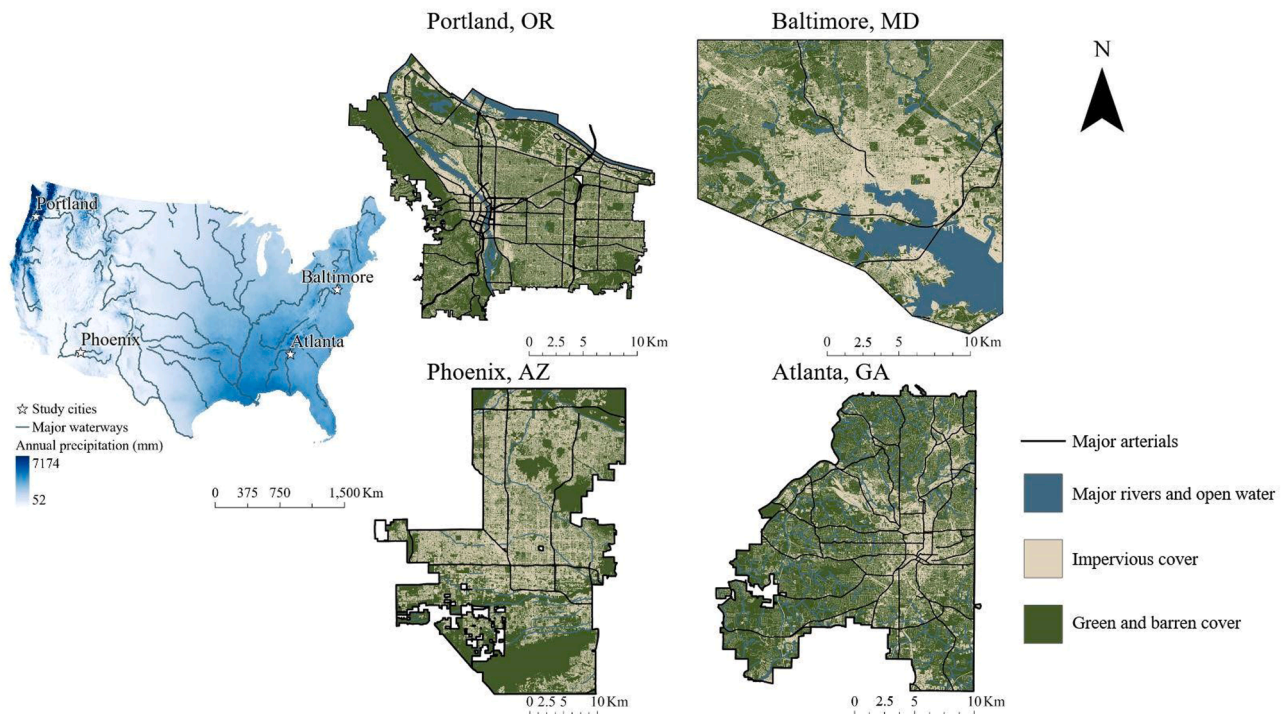 Portland, OR
Baltimore, MD
N
Portland
Baltimore
Phoenix
Atlanta
☆ Study cities
Major waterways
Annual precipitation (mm)
7174
52
0 375 750 1,500 Km
0 2.5 5 10 Km
0 2.5 5 10 Km
Phoenix, AZ
Atlanta, GA
Major arterials
Major rivers and open water
Impervious cover
Green and barren cover
0 2.5 5 10 Km
0 2.5 5 10 Km